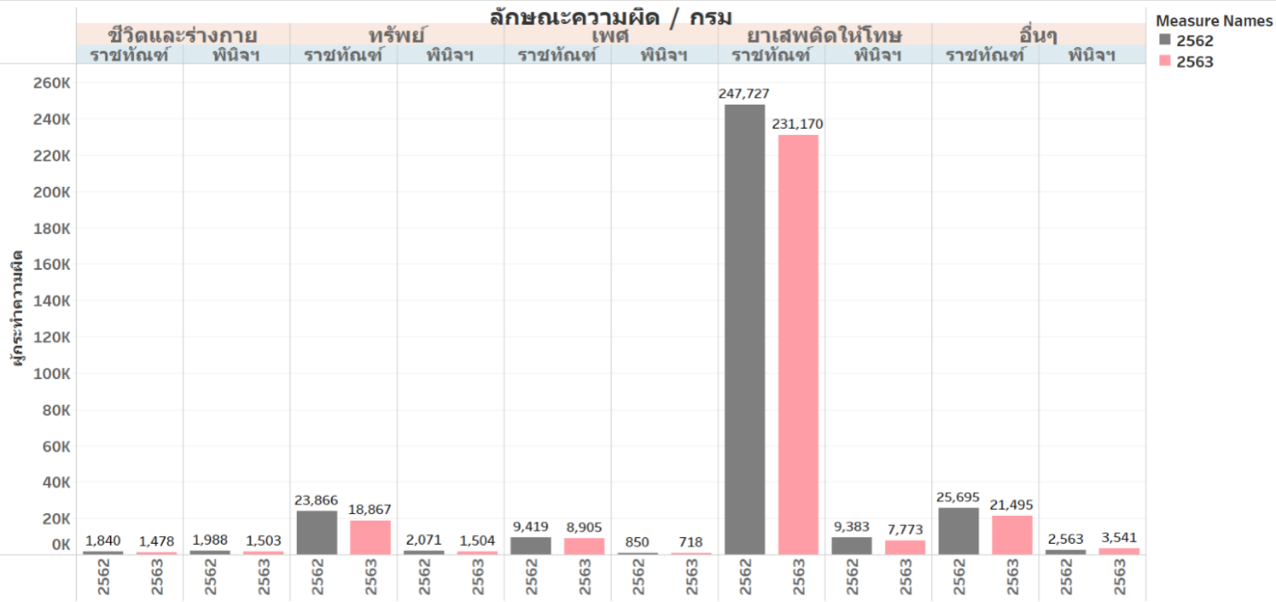 ลักษณะความผิด / กรม
ชีวิตและร่างกาย ทรัพย์ เพศ ยาเสพติดให้โทษ อื่นๆ
ราชทัณฑ์ พินิจฯ ราชทัณฑ์ พินิจฯ ราชทัณฑ์ พินิจฯ ราชทัณฑ์ พินิจฯ ราชทัณฑ์ พินิจฯ
Measure Names
2562
2563
ผู้กระทำความผิด
260K
240K
220K
200K
180K
160K
140K
120K
100K
80K
60K
40K
20K
0K
1,840 1,478 1,988 1,503 23,866 18,867 2,071 1,504 9,419 8,905 850 718 247,727 231,170 9,383 7,773 25,695 21,495 2,563 3,541
2562 2563 2562 2563 2562 2563 2562 2563 2562 2563 2562 2563 2562 2563 2562 2563 2562 2563 2562 2563